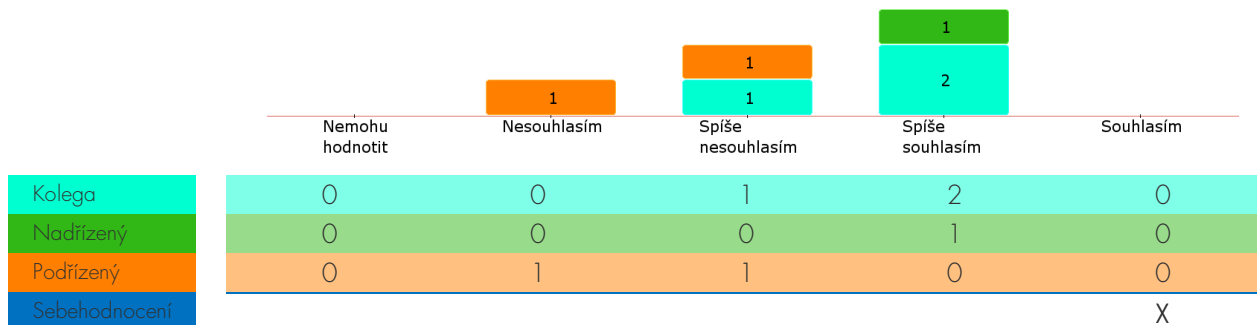 1
1
1
1
1
2
Nemohu
hodnotit
Nesouhlasím
Spíše
nesouhlasím
Spíše
souhlasím
Souhlasím
Kolega 0 0 1 2 0
Nadřízený 0 0 0 1 0
Podřízený 0 1 1 0 0
Sebehodnocení X